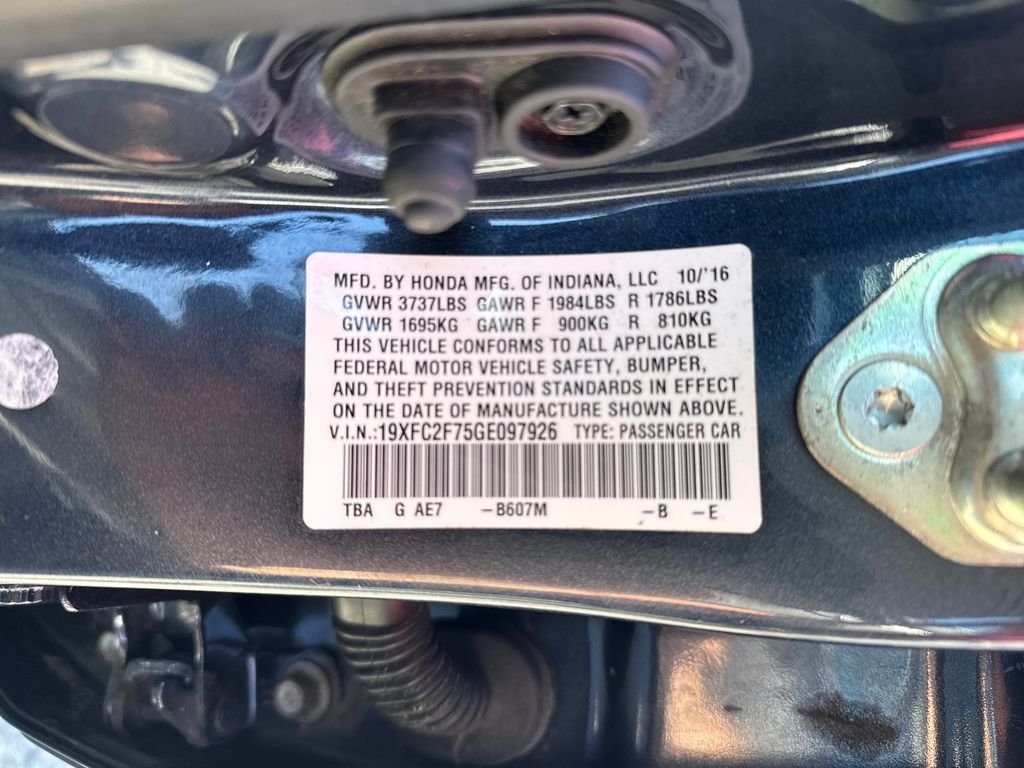 MFD. BY HONDA MFG. OF INDIANA, LLC 10/'16
GVWR 3737LBS GAWR F 1984LBS R 1786LBS
GVWR 1695KG GAWR F 900KG R 810KG
THIS VEHICLE CONFORMS TO ALL APPLICABLE
FEDERAL MOTOR VEHICLE SAFETY, BUMPER,
AND THEFT PREVENTION STANDARDS IN EFFECT
ON THE DATE OF MANUFACTURE SHOWN ABOVE.
V.I.N.:19XFC2F75GE097926 TYPE: PASSENGER CAR
TBA G AE7 -B607M -B -E